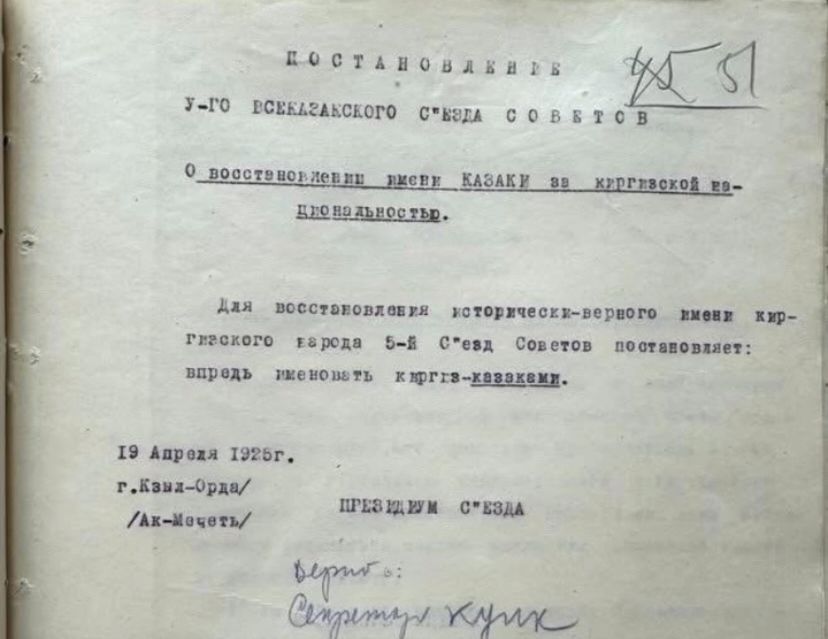 ПОСТАНОВЛЕНИЕ 45 51
У-ГО ВСЕКАЗАКСКОГО С"ЕЗДА СОВЕТОВ
О восстановлении имени КАЗАКИ за киргизской на-
циональностью.
Для восстановления исторически-верного имени кир-
гизского народа 5-й С"езд Советов постановляет:
впредь именовать киргиз-казаками.
19 Апреля 1925г.
г.Кзыл-Орда/
/Ак-Мечеть/
ПРЕЗИДИУМ С"ЕЗДА
Верно:
Секретарь